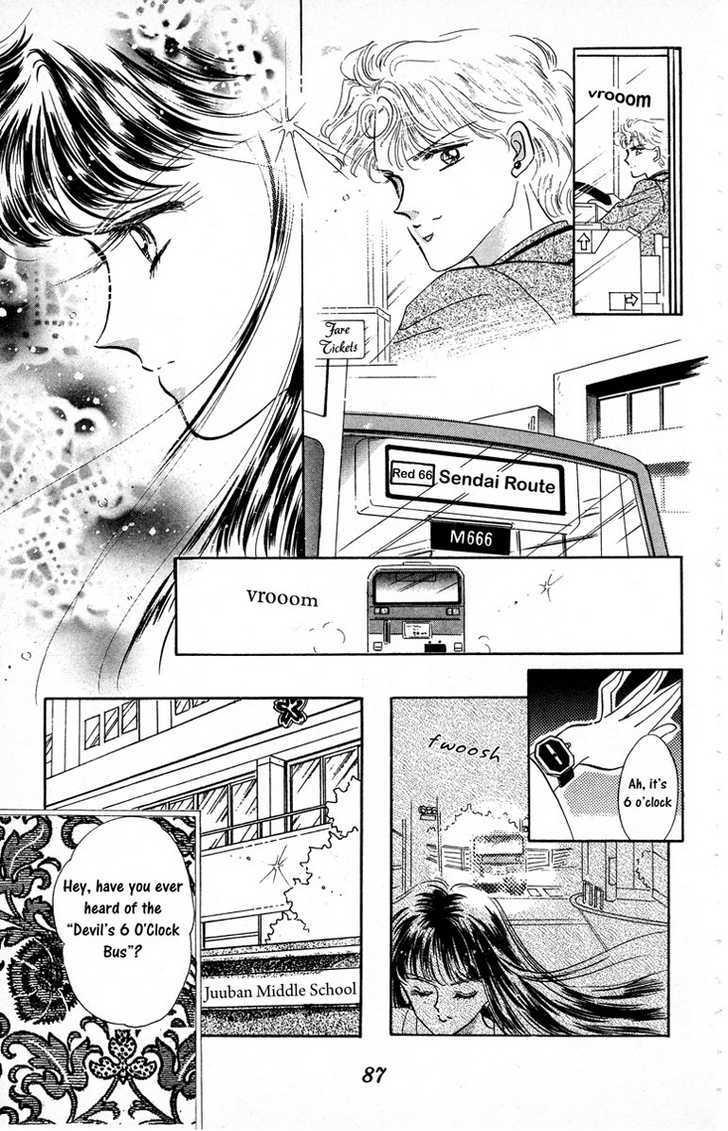 vrooom
Fare
Tickets
Red 66
Sendai Route
M666
vrooom
Ah, it's
6 o'clock
fwoosh
Juuban Middle School
Hey, have you ever
heard of the
"Devil's 6 O'Clock
Bus"?
87